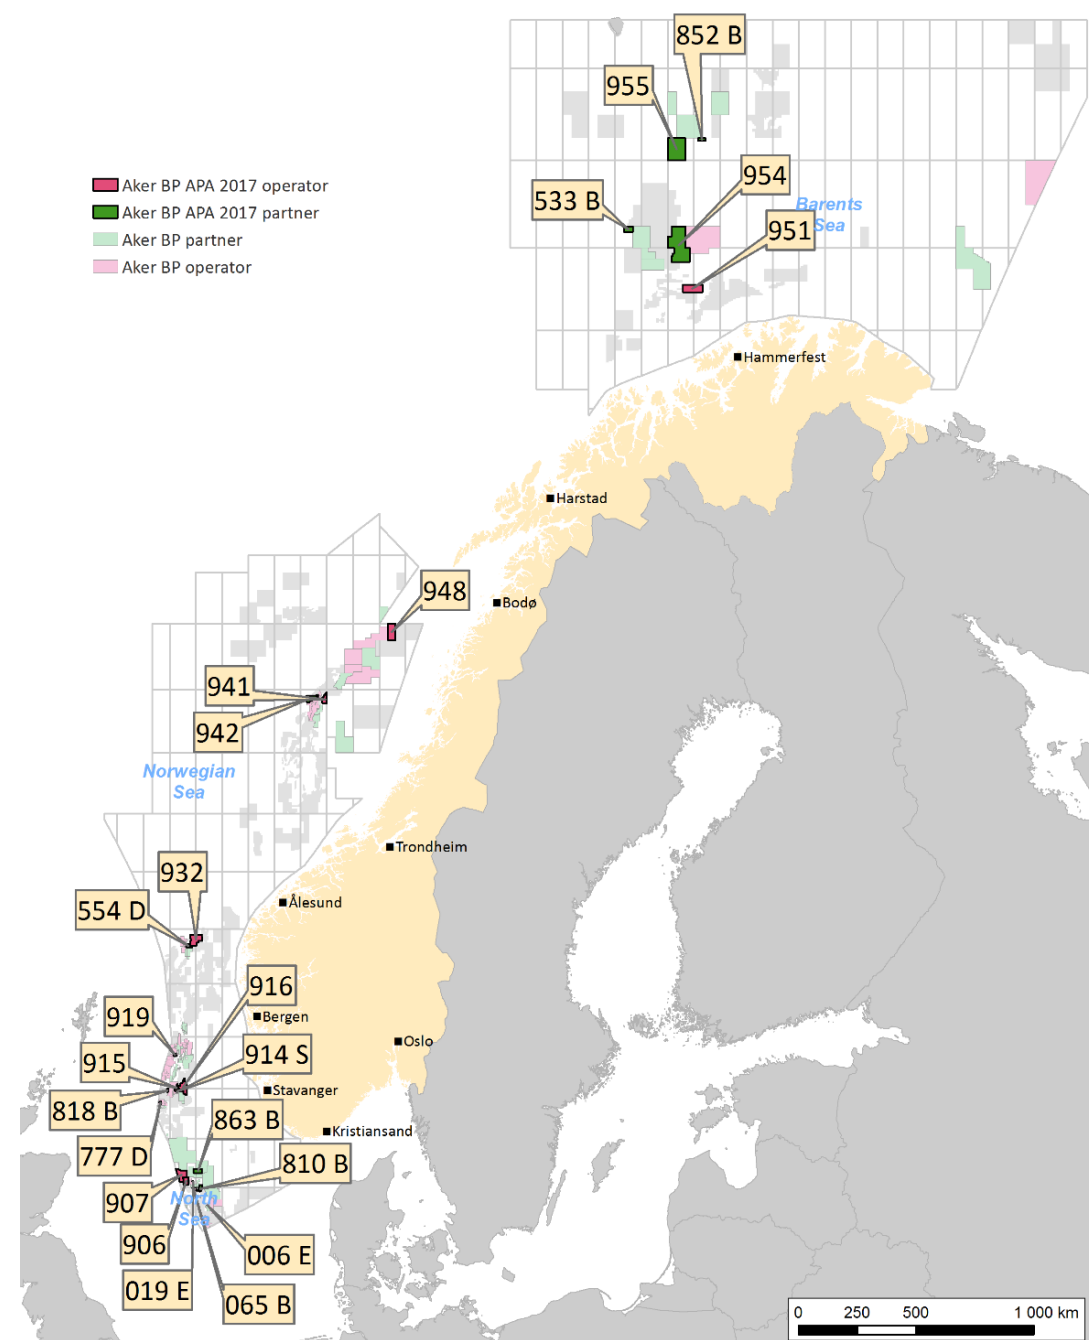 852 B
955
954
533 B
Barents
Sea
951
Aker BP APA 2017 operator
Aker BP APA 2017 partner
Aker BP partner
Aker BP operator
Hammerfest
Harstad
948
Bodø
941
942
Norwegian
Sea
Trondheim
932
Ålesund
554 D
916
919
Bergen
915
914 S
Oslo
818 B
Stavanger
863 B
777 D
Kristiansand
810 B
907
North
Sea
906
006 E
019 E
065 B
0 250 500 1 000 km